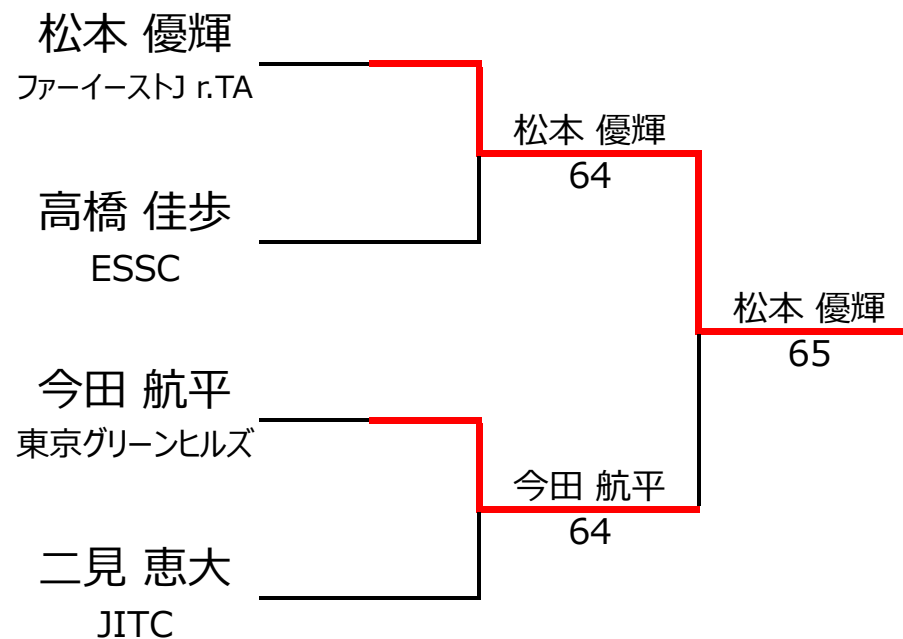 松本 優輝
ファーイーストJ r.TA
高橋 佳歩
ESSC
今田 航平
東京グリーンヒルズ
二見 恵大
JITC
松本 優輝
64
今田 航平
64
松本 優輝
65